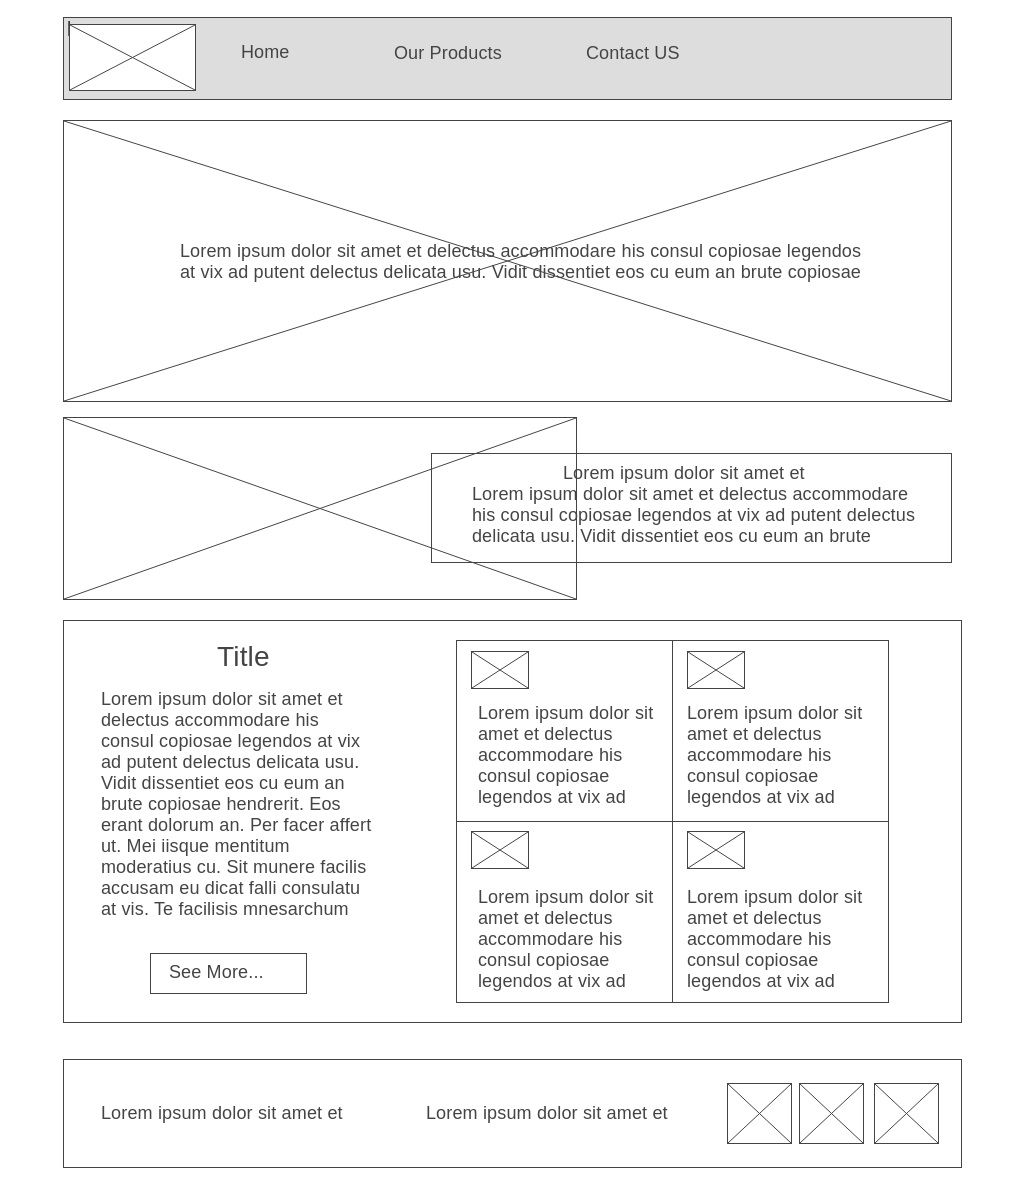 Home
Our Products
Contact US
Lorem ipsum dolor sit amet et delectus accommodare his consul copiosae legendos
at vix ad putent delectus delicata usu. Vidit dissentiet eos cu eum an brute copiosae
Lorem ipsum dolor sit amet et
Lorem ipsum dolor sit amet et delectus accommodare
his consul copiosae legendos at vix ad putent delectus
delicata usu. Vidit dissentiet eos cu eum an brute
Title
Lorem ipsum dolor sit amet et
delectus accommodare his
consul copiosae legendos at vix
ad putent delectus delicata usu.
Vidit dissentiet eos cu eum an
brute copiosae hendrerit. Eos
erant dolorum an. Per facer affert
ut. Mei iisque mentitum
moderatius cu. Sit munere facilis
accusam eu dicat falli consulatu
at vis. Te facilisis mnesarchum
See More...
Lorem ipsum dolor sit
amet et delectus
accommodare his
consul copiosae
legendos at vix ad
Lorem ipsum dolor sit
amet et delectus
accommodare his
consul copiosae
legendos at vix ad
Lorem ipsum dolor sit
amet et delectus
accommodare his
consul copiosae
legendos at vix ad
Lorem ipsum dolor sit
amet et delectus
accommodare his
consul copiosae
legendos at vix ad
Lorem ipsum dolor sit amet et
Lorem ipsum dolor sit amet et